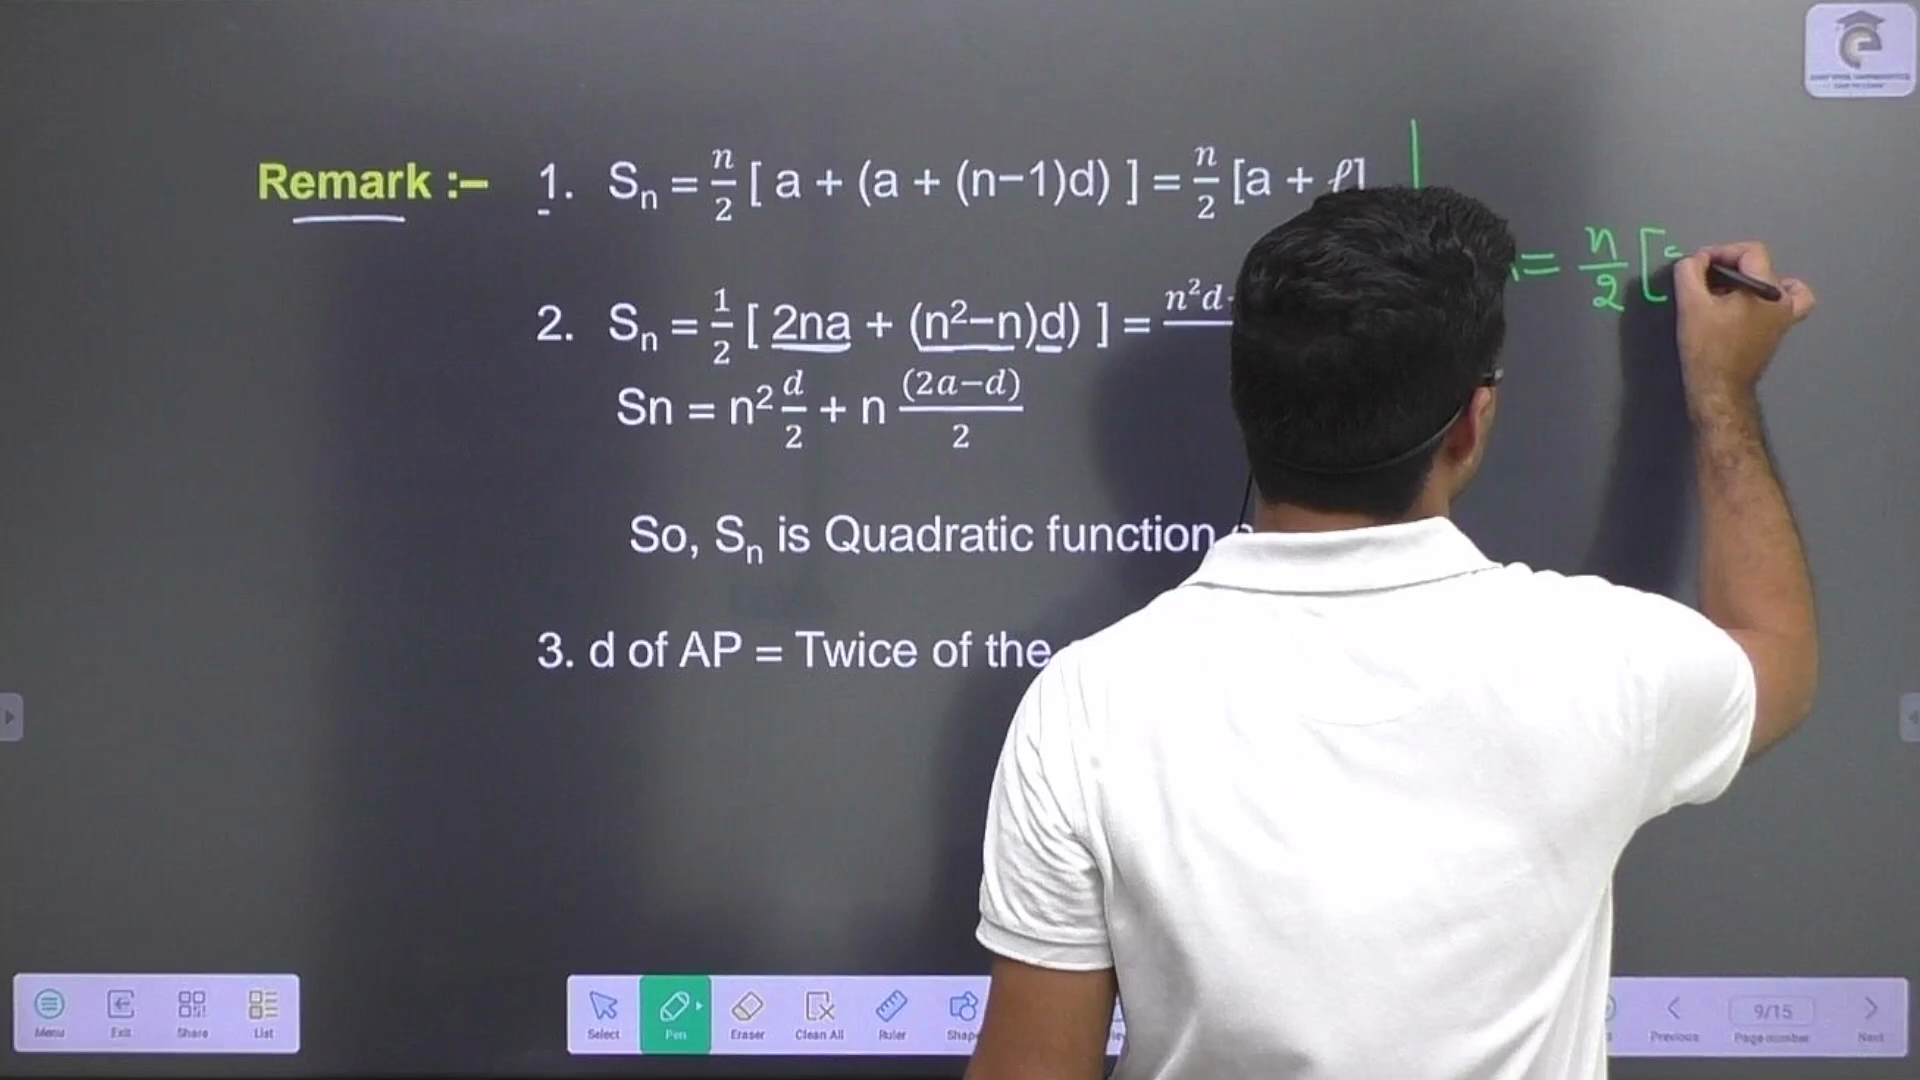 Remark :– 1. Sₙ = n/2 [ a + (a + (n−1)d) ] = n/2 [a + ℓ]
= n/2 [
2. Sₙ = 1/2 [ 2na + (n²−n)d) ] = n²d
Sn = n² d/2 + n (2a−d)/2
So, Sₙ is Quadratic function
3. d of AP = Twice of the
Menu Exit Share List Select Pen Eraser Clean All Ruler Previous 9/15 Page number Next